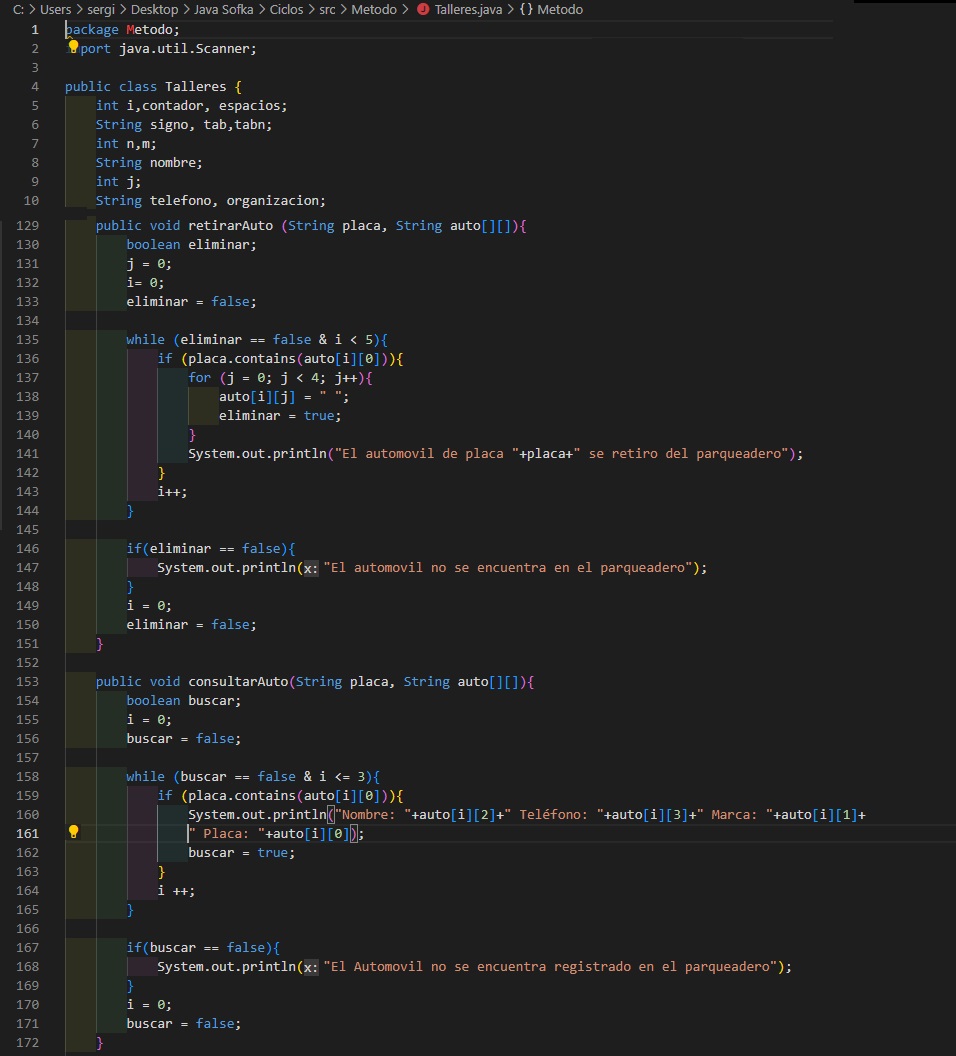 C: > Users > sergi > Desktop > Java Sofka > Ciclos > src > Metodo > J Talleres.java > {} Metodo
1 package Metodo;
2 import java.util.Scanner;
3
4 public class Talleres {
5 int i,contador, espacios;
6 String signo, tab,tabn;
7 int n,m;
8 String nombre;
9 int j;
10 String telefono, organizacion;
129 public void retirarAuto (String placa, String auto[][]){
130 boolean eliminar;
131 j = 0;
132 i= 0;
133 eliminar = false;
134
135 while (eliminar == false & i < 5){
136 if (placa.contains(auto[i][0])){
137 for (j = 0; j < 4; j++){
138 auto[i][j] = " ";
139 eliminar = true;
140 }
141 System.out.println("El automovil de placa "+placa+" se retiro del parqueadero");
142 }
143 i++;
144 }
145
146 if(eliminar == false){
147 System.out.println(x: "El automovil no se encuentra en el parqueadero");
148 }
149 i = 0;
150 eliminar = false;
151 }
152
153 public void consultarAuto(String placa, String auto[][]){
154 boolean buscar;
155 i = 0;
156 buscar = false;
157
158 while (buscar == false & i <= 3){
159 if (placa.contains(auto[i][0])){
160 System.out.println("Nombre: "+auto[i][2]+" Teléfono: "+auto[i][3]+" Marca: "+auto[i][1]+
161 " Placa: "+auto[i][0]);
162 buscar = true;
163 }
164 i ++;
165 }
166
167 if(buscar == false){
168 System.out.println(x: "El Automovil no se encuentra registrado en el parqueadero");
169 }
170 i = 0;
171 buscar = false;
172 }